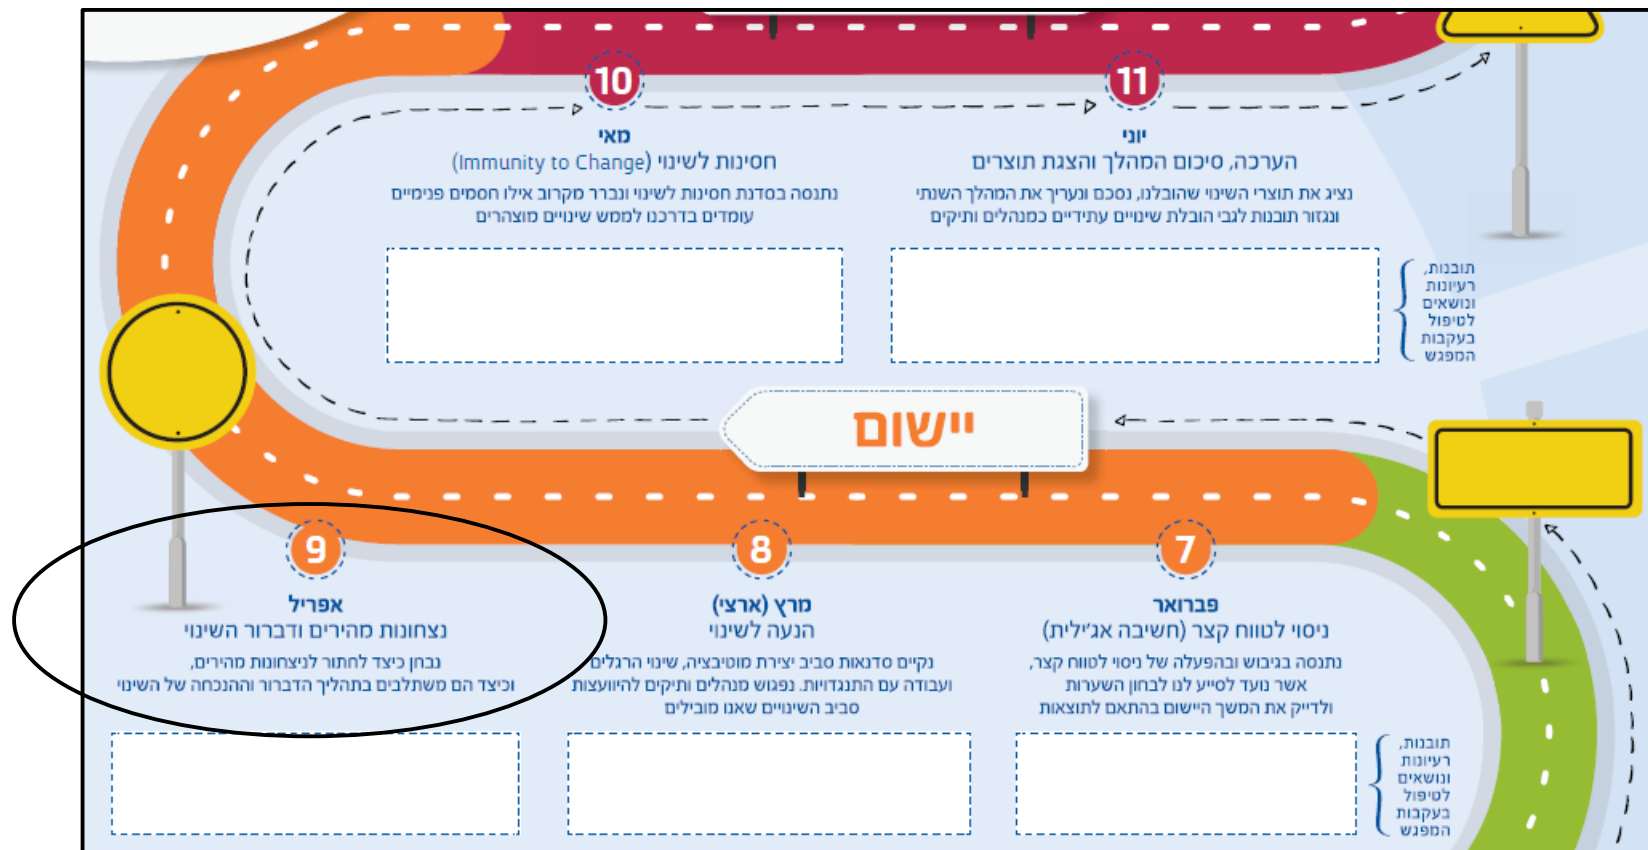 10
מאי
חסינות לשינוי (Immunity to Change)
נתנסה בסדנת חסינות לשינוי ונברר מקרוב אילו חסמים פנימיים
עומדים בדרכנו לממש שינויים מוצהרים
11
יוני
הערכה, סיכום המהלך והצגת תוצרים
נציג את תוצרי השינוי שהובלנו, נסכם ונעריך את המהלך השנתי
ונגזור תובנות לגבי הובלת שינויים עתידיים כמנהלים ותיקים
תובנות,
רעיונות
ונושאים
לטיפול
בעקבות
המפגש
יישום
7
פברואר
ניסוי לטווח קצר (חשיבה אג׳ילית)
נתנסה בגיבוש ובהפעלה של ניסוי לטווח קצר,
אשר נועד לסייע לנו לבחון השערות
ולדייק את המשך היישום בהתאם לתוצאות
8
מרץ (ארצי)
הנעה לשינוי
נקיים סדנאות סביב יצירת מוטיבציה, שינוי הרגלים
ועבודה עם התנגדויות. נפגוש מנהלים ותיקים להיוועצות
סביב השינויים שאנו מובילים
9
אפריל
נצחונות מהירים ודברור השינוי
נבחן כיצד לחתור לניצחונות מהירים,
וכיצד הם משתלבים בתהליך הדברור וההנכחה של השינוי
תובנות,
רעיונות
ונושאים
לטיפול
בעקבות
המפגש